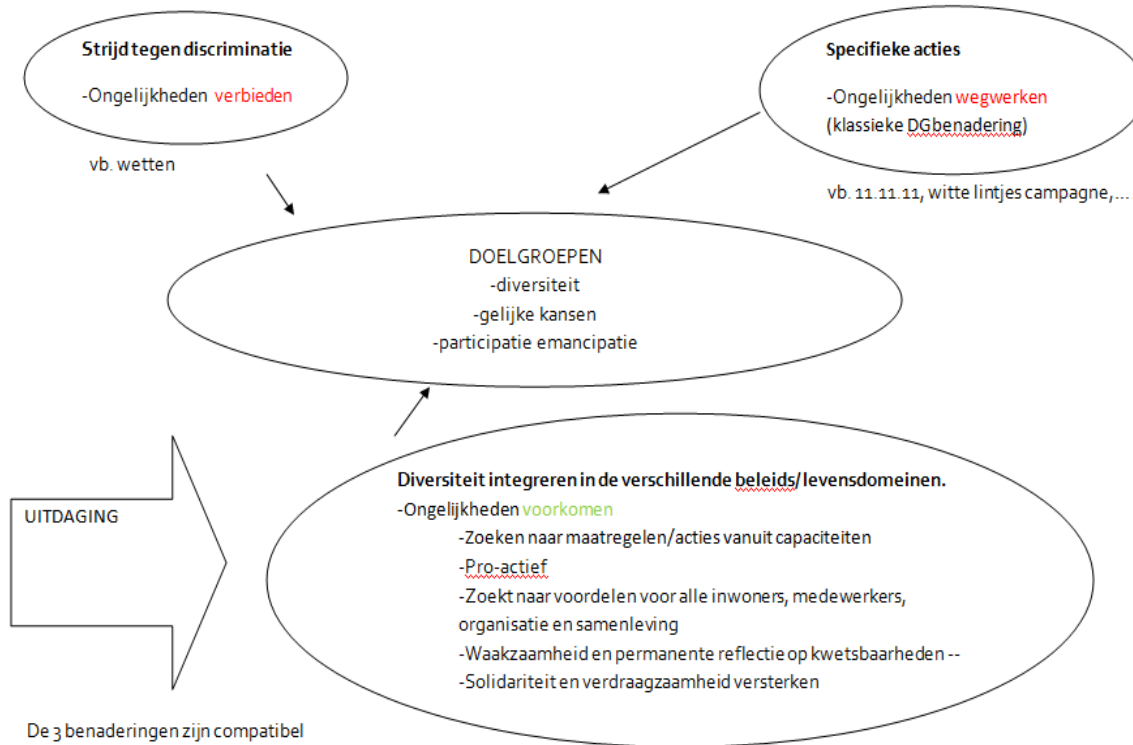 Strijd tegen discriminatie
-Ongelijkheden verbieden
vb. wetten
Specifieke acties
-Ongelijkheden wegwerken
(klassieke DGbenadering)
vb. 11.11.11, witte lintjes campagne,...
DOELGROEPEN
-diversiteit
-gelijke kansen
-participatie emancipatie
UITDAGING
Diversiteit integreren in de verschillende beleids/levensdomeinen.
-Ongelijkheden voorkomen
-Zoeken naar maatregelen/acties vanuit capaciteiten
-Pro-actief
-Zoekt naar voordelen voor alle inwoners, medewerkers,
organisatie en samenleving
-Waakzaamheid en permanente reflectie op kwetsbaarheden --
-Solidariteit en verdraagzaamheid versterken
De 3 benaderingen zijn compatibel